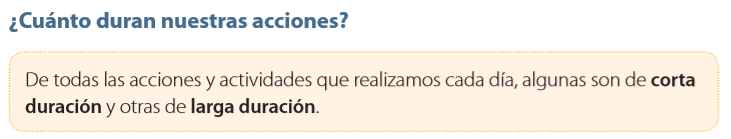 ¿Cuánto duran nuestras acciones?
De todas las acciones y actividades que realizamos cada día, algunas son de corta
duración y otras de larga duración.